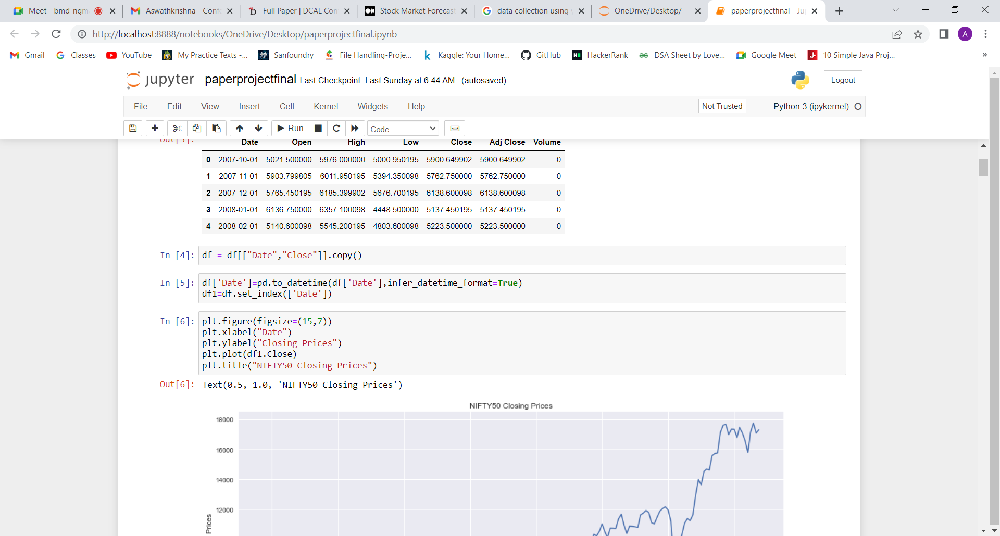 Meet - bmd-ngm
Aswathkrishna - Conf
Full Paper | DCAL Con
Stock Market Forecas
data collection using y
OneDrive/Desktop/
paperprojectfinal - Ju
http://localhost:8888/notebooks/OneDrive/Desktop/paperprojectfinal.ipynb
A
Gmail
Classes
YouTube
My Practice Texts -...
Sanfoundry
File Handling-Proje...
Kaggle: Your Home...
GitHub
HackerRank
DSA Sheet by Love...
Google Meet
10 Simple Java Proj...
»
jupyter paperprojectfinal Last Checkpoint: Last Sunday at 6:44 AM (autosaved)
Logout
File Edit View Insert Cell Kernel Widgets Help
Not Trusted
Python 3 (ipykernel)
Run
Code
Out[3]:
Date Open High Low Close Adj Close Volume
0 2007-10-01 5021.500000 5976.000000 5000.950195 5900.649902 5900.649902 0
1 2007-11-01 5903.799805 6011.950195 5394.350098 5762.750000 5762.750000 0
2 2007-12-01 5765.450195 6185.399902 5676.700195 6138.600098 6138.600098 0
3 2008-01-01 6136.750000 6357.100098 4448.500000 5137.450195 5137.450195 0
4 2008-02-01 5140.600098 5545.200195 4803.600098 5223.500000 5223.500000 0
In [4]: df = df[["Date","Close"]].copy()
In [5]: df['Date']=pd.to_datetime(df['Date'],infer_datetime_format=True)
df1=df.set_index(['Date'])
In [6]: plt.figure(figsize=(15,7))
plt.xlabel("Date")
plt.ylabel("Closing Prices")
plt.plot(df1.Close)
plt.title("NIFTY50 Closing Prices")
Out[6]: Text(0.5, 1.0, 'NIFTY50 Closing Prices')
NIFTY50 Closing Prices
18000
16000
14000
12000
Prices